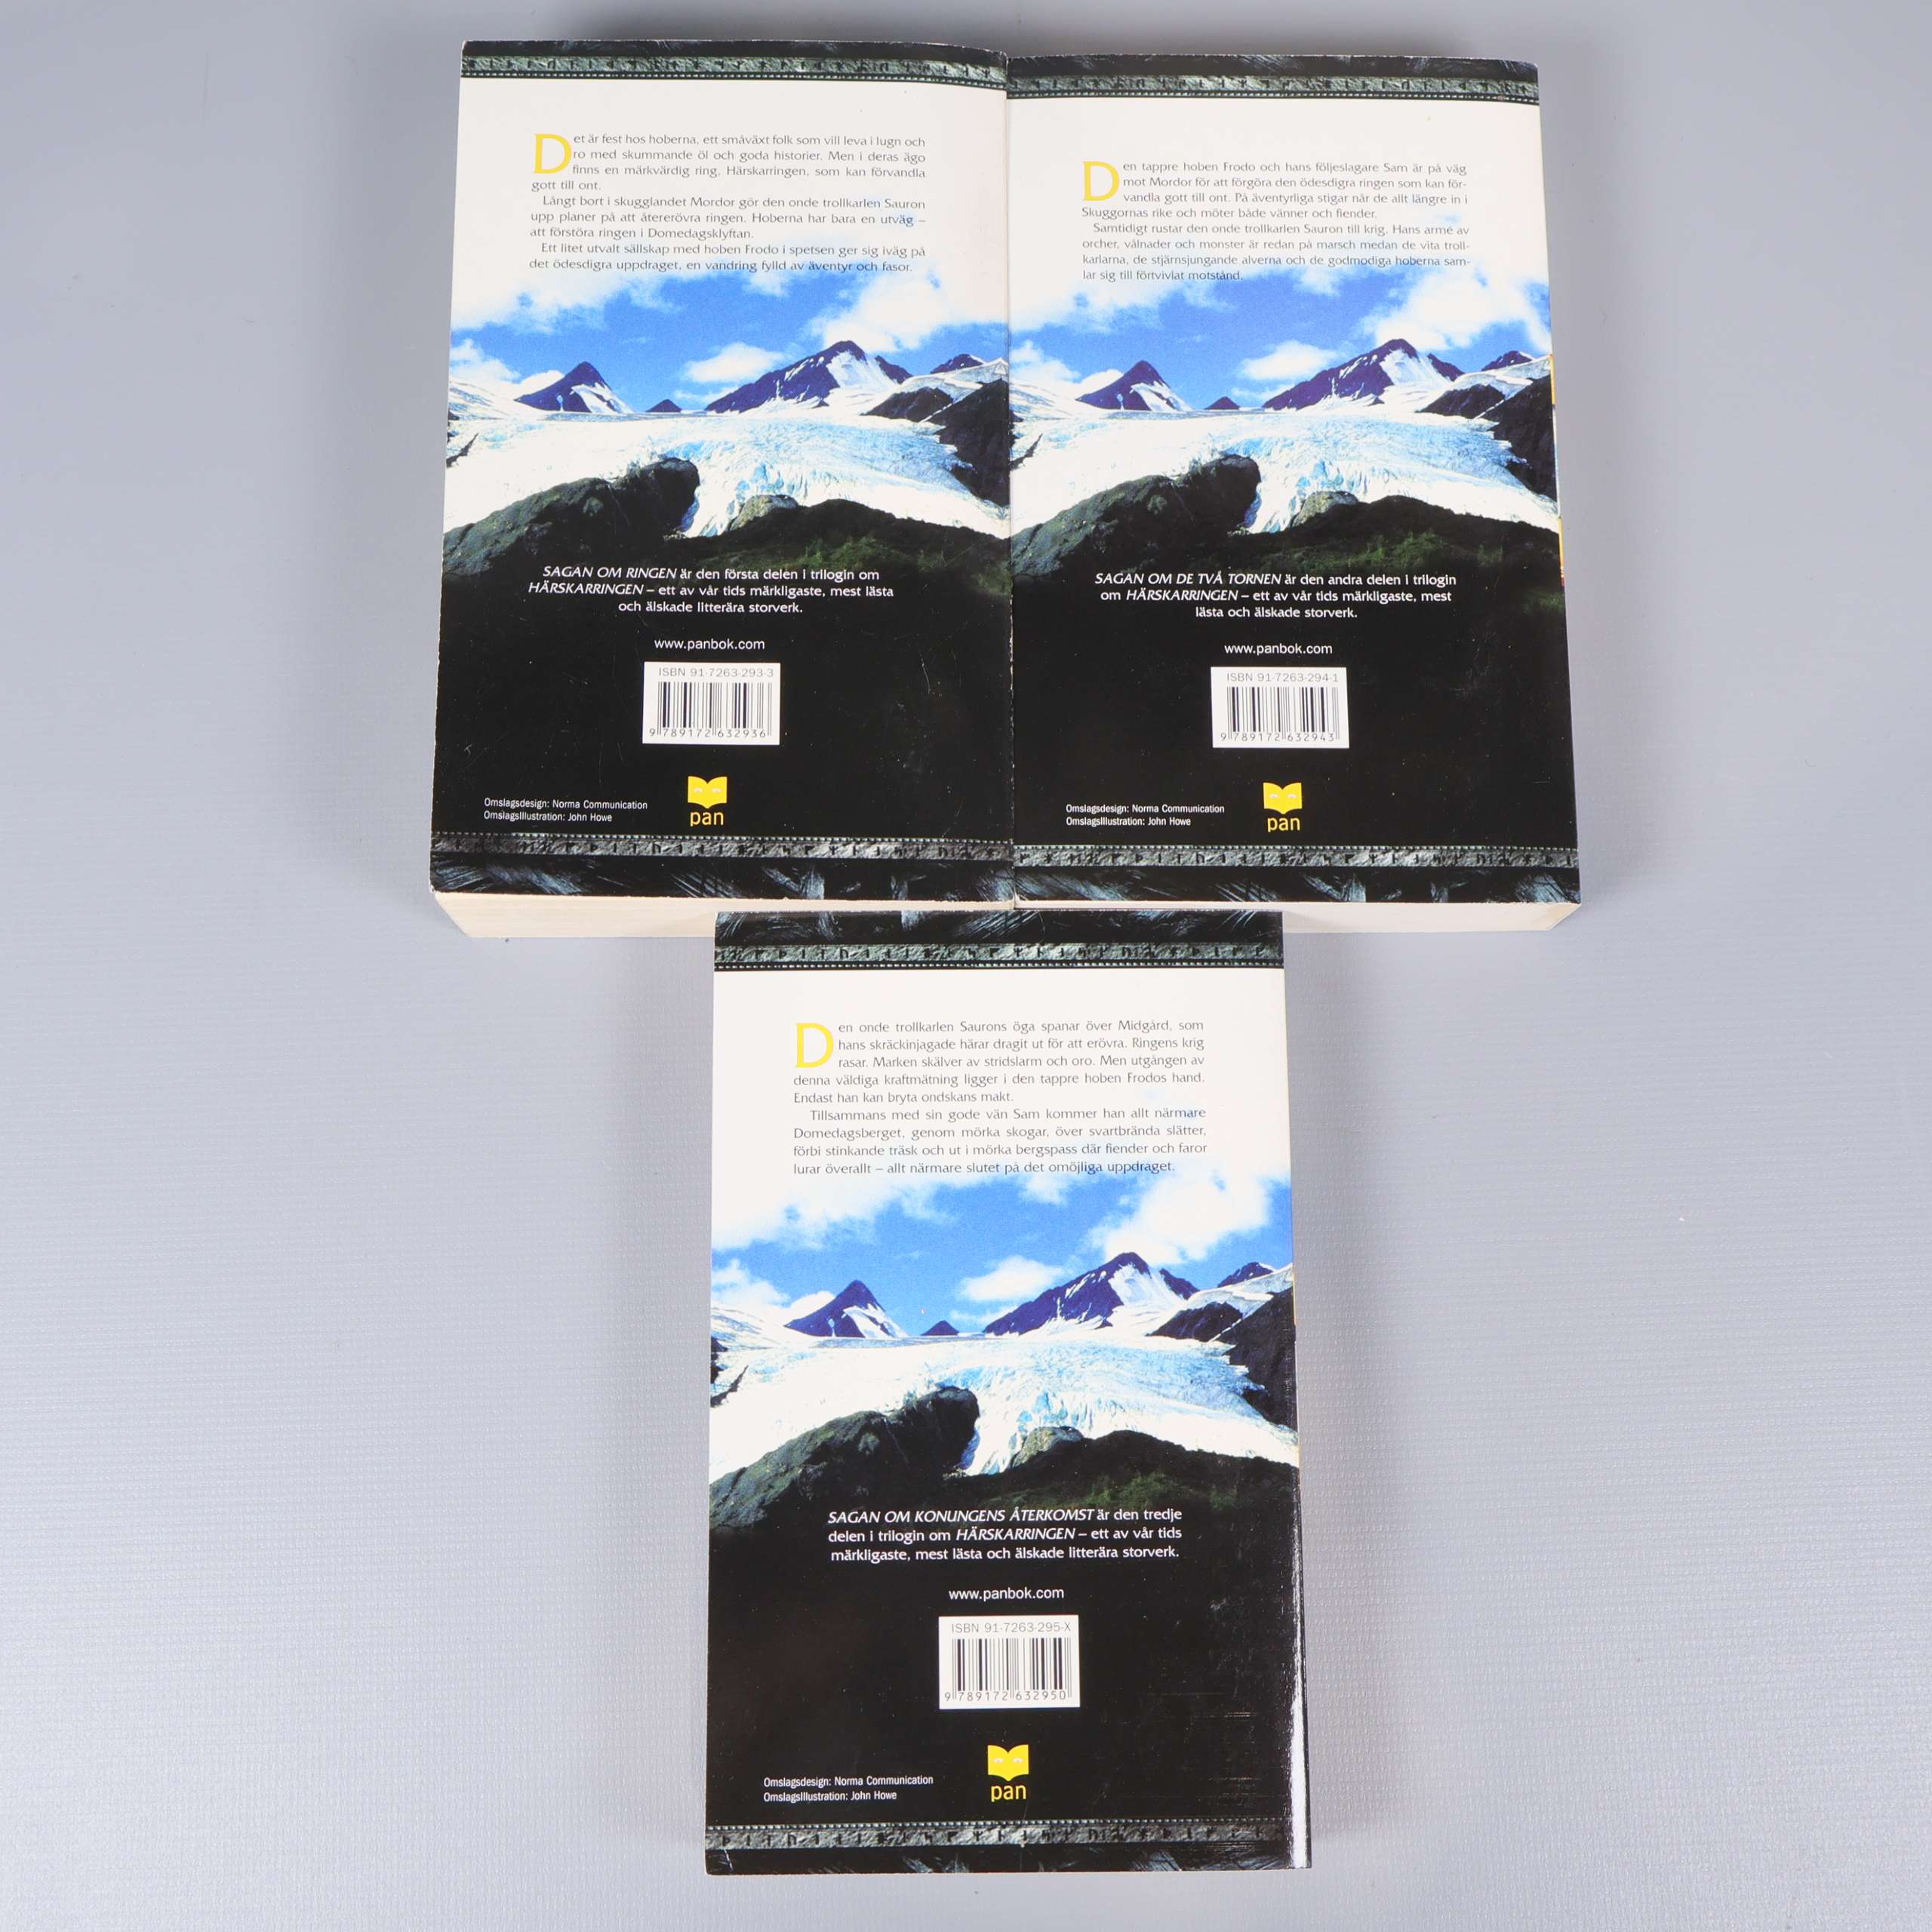 Det är fest hos hoberna, ett småväxt folk som vill leva i lugn och
ro med skummande öl och goda historier. Men i deras ägo
finns en märkvärdig ring, Härskarringen, som kan förvandla
gott till ont.
Långt bort i skugglandet Mordor gör den onde trollkarlen Sauron
upp planer på att återerövra ringen. Hoberna har bara en utväg –
att förstöra ringen i Domedagsklyftan.
Ett litet utvalt sällskap med hoben Frodo i spetsen ger sig iväg på
det ödesdigra uppdraget, en vandring fylld av äventyr och fasor.
SAGAN OM RINGEN är den första delen i trilogin om
HÄRSKARRINGEN – ett av vår tids märkligaste, mest lästa
och älskade litterära storverk.
www.panbok.com
ISBN 91-7263-293-3
9 789172 632936
Omslagsdesign: Norma Communication
Omslagsillustration: John Howe
pan
Den tappre hoben Frodo och hans följeslagare Sam är på väg
mot Mordor för att förgöra den ödesdigra ringen som kan för-
vandla gott till ont. På äventyrliga stigar når de allt längre in i
Skuggornas rike och möter både vänner och fiender.
Samtidigt rustar den onde trollkarlen Sauron till krig. Hans armé av
orcher, vålnader och monster är redan på marsch medan de vita troll-
karlarna, de stjärnsjungande alverna och de godmodiga hoberna sam-
lar sig till förtvivlat motstånd.
SAGAN OM DE TVÅ TORNEN är den andra delen i trilogin
om HÄRSKARRINGEN – ett av vår tids märkligaste, mest
lästa och älskade storverk.
www.panbok.com
ISBN 91-7263-294-1
9 789172 632943
Omslagsdesign: Norma Communication
Omslagsillustration: John Howe
pan
Den onde trollkarlen Saurons öga spanar över Midgård, som
hans skräckinjagade härar dragit ut för att erövra. Ringens krig
rasar. Marken skälver av stridslarm och oro. Men utgången av
denna väldiga kraftmätning ligger i den tappre hoben Frodos hand.
Endast han kan bryta ondskans makt.
Tillsammans med sin gode vän Sam kommer han allt närmare
Domedagsberget, genom mörka skogar, över svartbrända slätter,
förbi stinkande träsk och ut i mörka bergspass där fiender och faror
lurar överallt – allt närmare slutet på det omöjliga uppdraget.
SAGAN OM KONUNGENS ÅTERKOMST är den tredje
delen i trilogin om HÄRSKARRINGEN – ett av vår tids
märkligaste, mest lästa och älskade litterära storverk.
www.panbok.com
ISBN 91-7263-295-X
9 789172 632950
Omslagsdesign: Norma Communication
Omslagsillustration: John Howe
pan